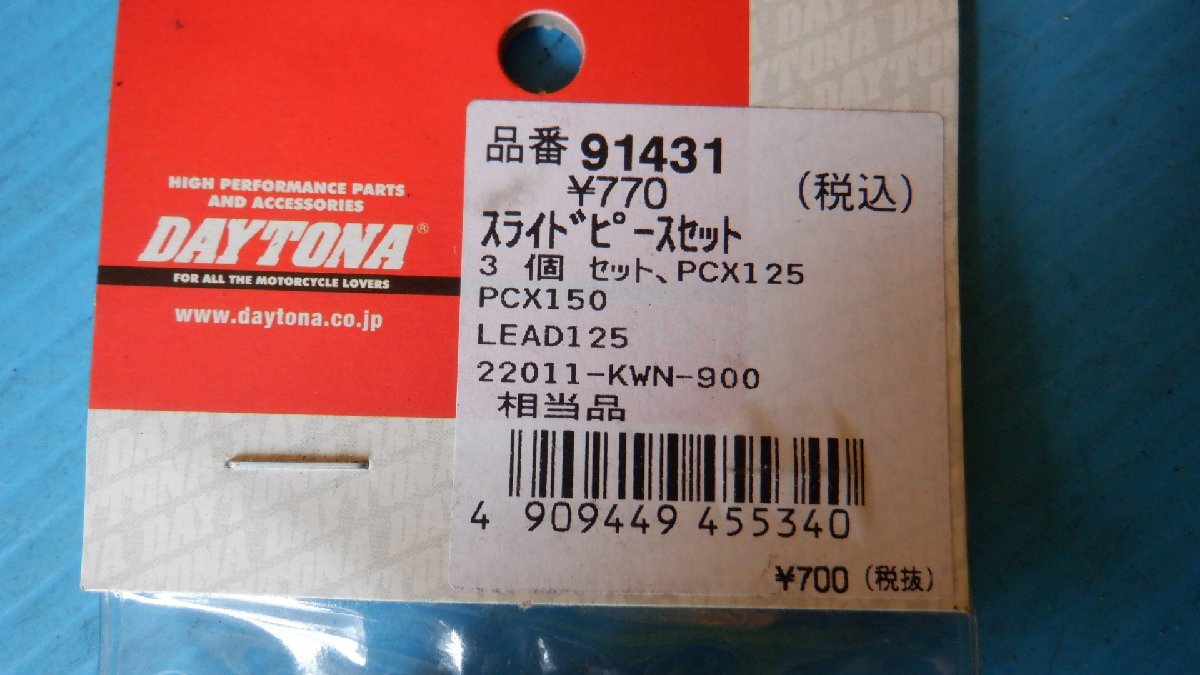 HIGH PERFORMANCE PARTS
AND ACCESSORIES
DAYTONA®
FOR ALL THE MOTORCYCLE LOVERS
www.daytona.co.jp
品番 91431
¥770 (税込)
ｽﾗｲﾄﾞﾋﾟｰｽｾｯﾄ
3 個 ｾｯﾄ、PCX125
PCX150
LEAD125
22011-KWN-900
相当品
4 909449 455340
¥700 (税抜)